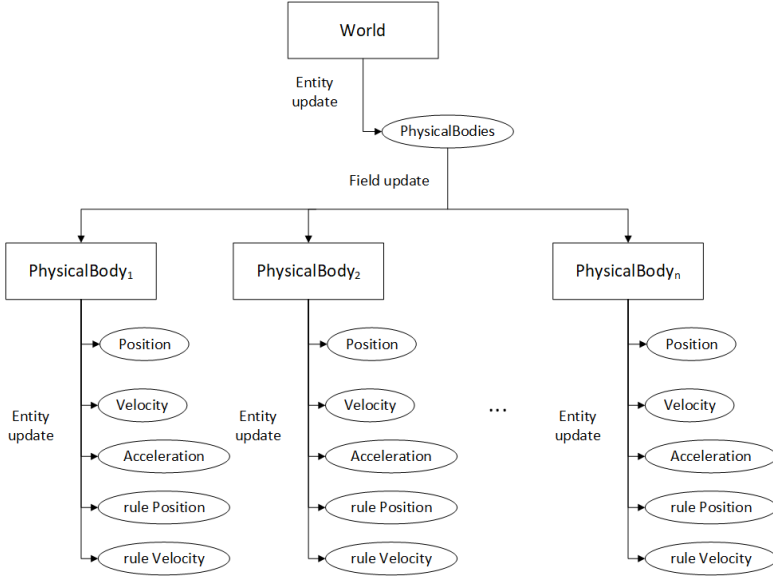 World
Entity
update
PhysicalBodies
Field update
PhysicalBody₁
PhysicalBody₂
PhysicalBodyₙ
Position
Position
Position
Velocity
Velocity
...
Velocity
Entity
update
Entity
update
Entity
update
Acceleration
Acceleration
Acceleration
rule Position
rule Position
rule Position
rule Velocity
rule Velocity
rule Velocity